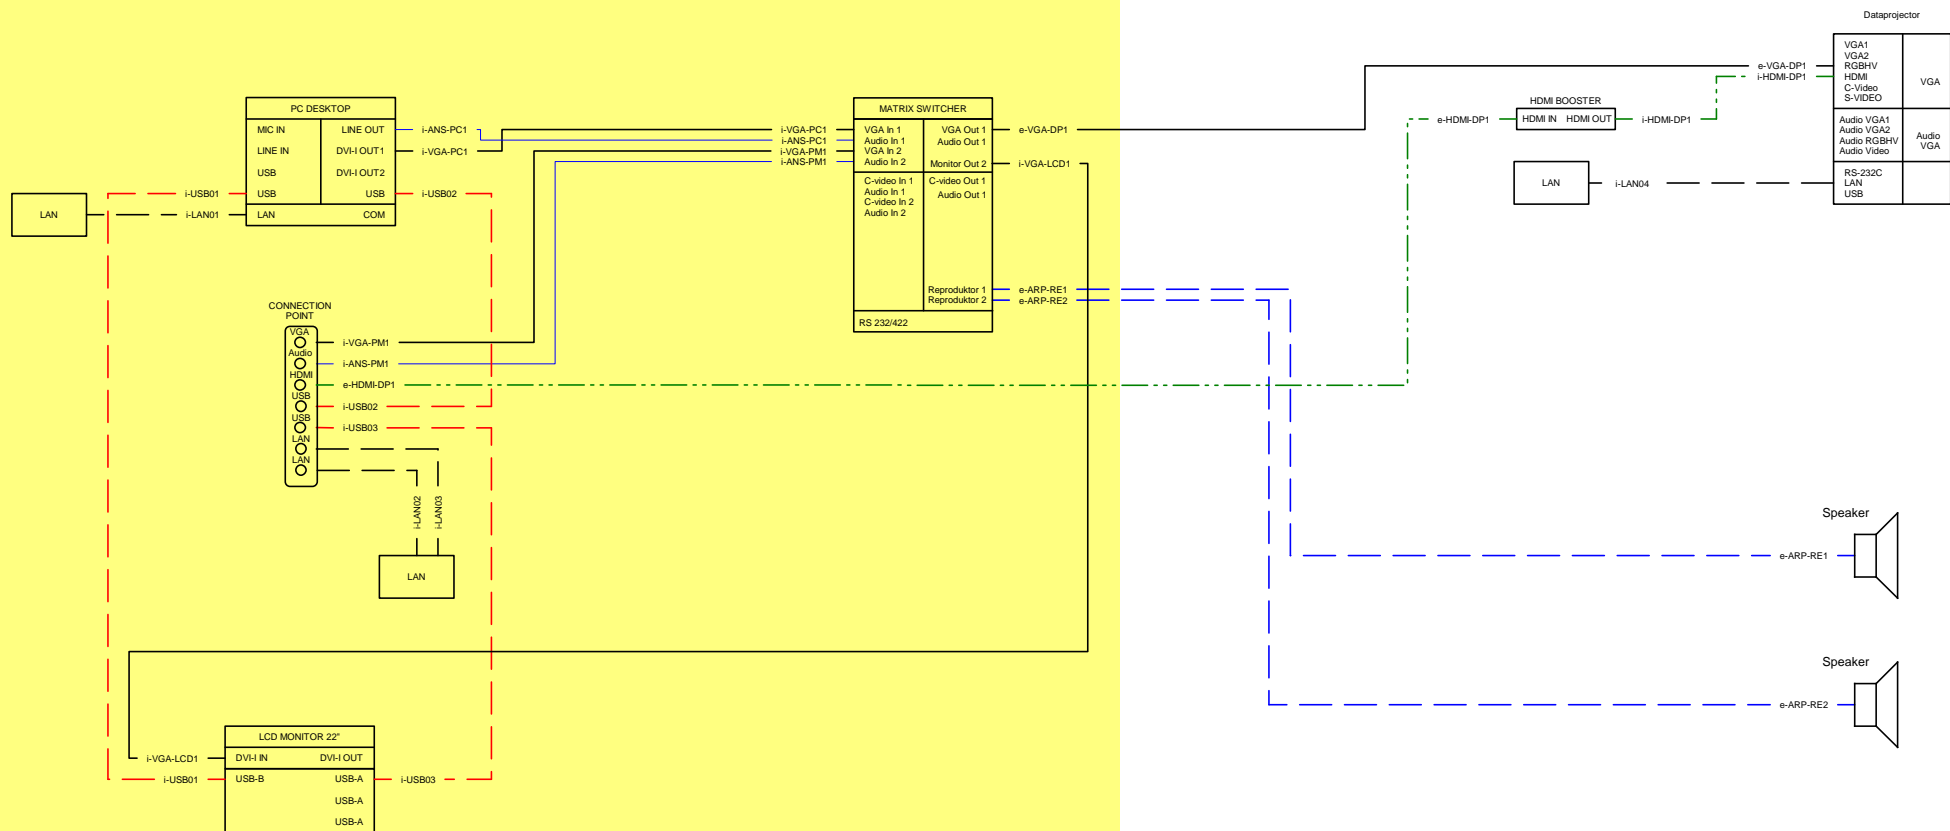 Dataprojector
VGA1
VGA2
RGBHV
HDMI
C-Video
S-VIDEO
VGA
Audio VGA1
Audio VGA2
Audio RGBHV
Audio Video
Audio
VGA
RS-232C
LAN
USB
e-VGA-DP1
i-HDMI-DP1
HDMI BOOSTER
HDMI IN HDMI OUT
e-HDMI-DP1
i-HDMI-DP1
LAN
i-LAN04
PC DESKTOP
MIC IN LINE OUT
LINE IN DVI-I OUT1
USB DVI-I OUT2
USB USB
LAN COM
i-ANS-PC1
i-VGA-PC1
i-USB01
i-USB02
LAN
i-LAN01
MATRIX SWITCHER
i-VGA-PC1
i-ANS-PC1
i-VGA-PM1
i-ANS-PM1
VGA In 1
Audio In 1
VGA In 2
Audio In 2
VGA Out 1
Audio Out 1
Monitor Out 2
e-VGA-DP1
i-VGA-LCD1
C-video In 1
Audio In 1
C-video In 2
Audio In 2
C-video Out 1
Audio Out 1
Reproduktor 1
Reproduktor 2
e-ARP-RE1
e-ARP-RE2
RS 232/422
CONNECTION
POINT
VGA
Audio
HDMI
USB
USB
LAN
LAN
i-VGA-PM1
i-ANS-PM1
e-HDMI-DP1
i-USB02
i-USB03
i-LAN02
i-LAN03
LAN
Speaker
e-ARP-RE1
Speaker
e-ARP-RE2
LCD MONITOR 22"
i-VGA-LCD1
DVI-I IN DVI-I OUT
i-USB01
USB-B USB-A
i-USB03
USB-A
USB-A